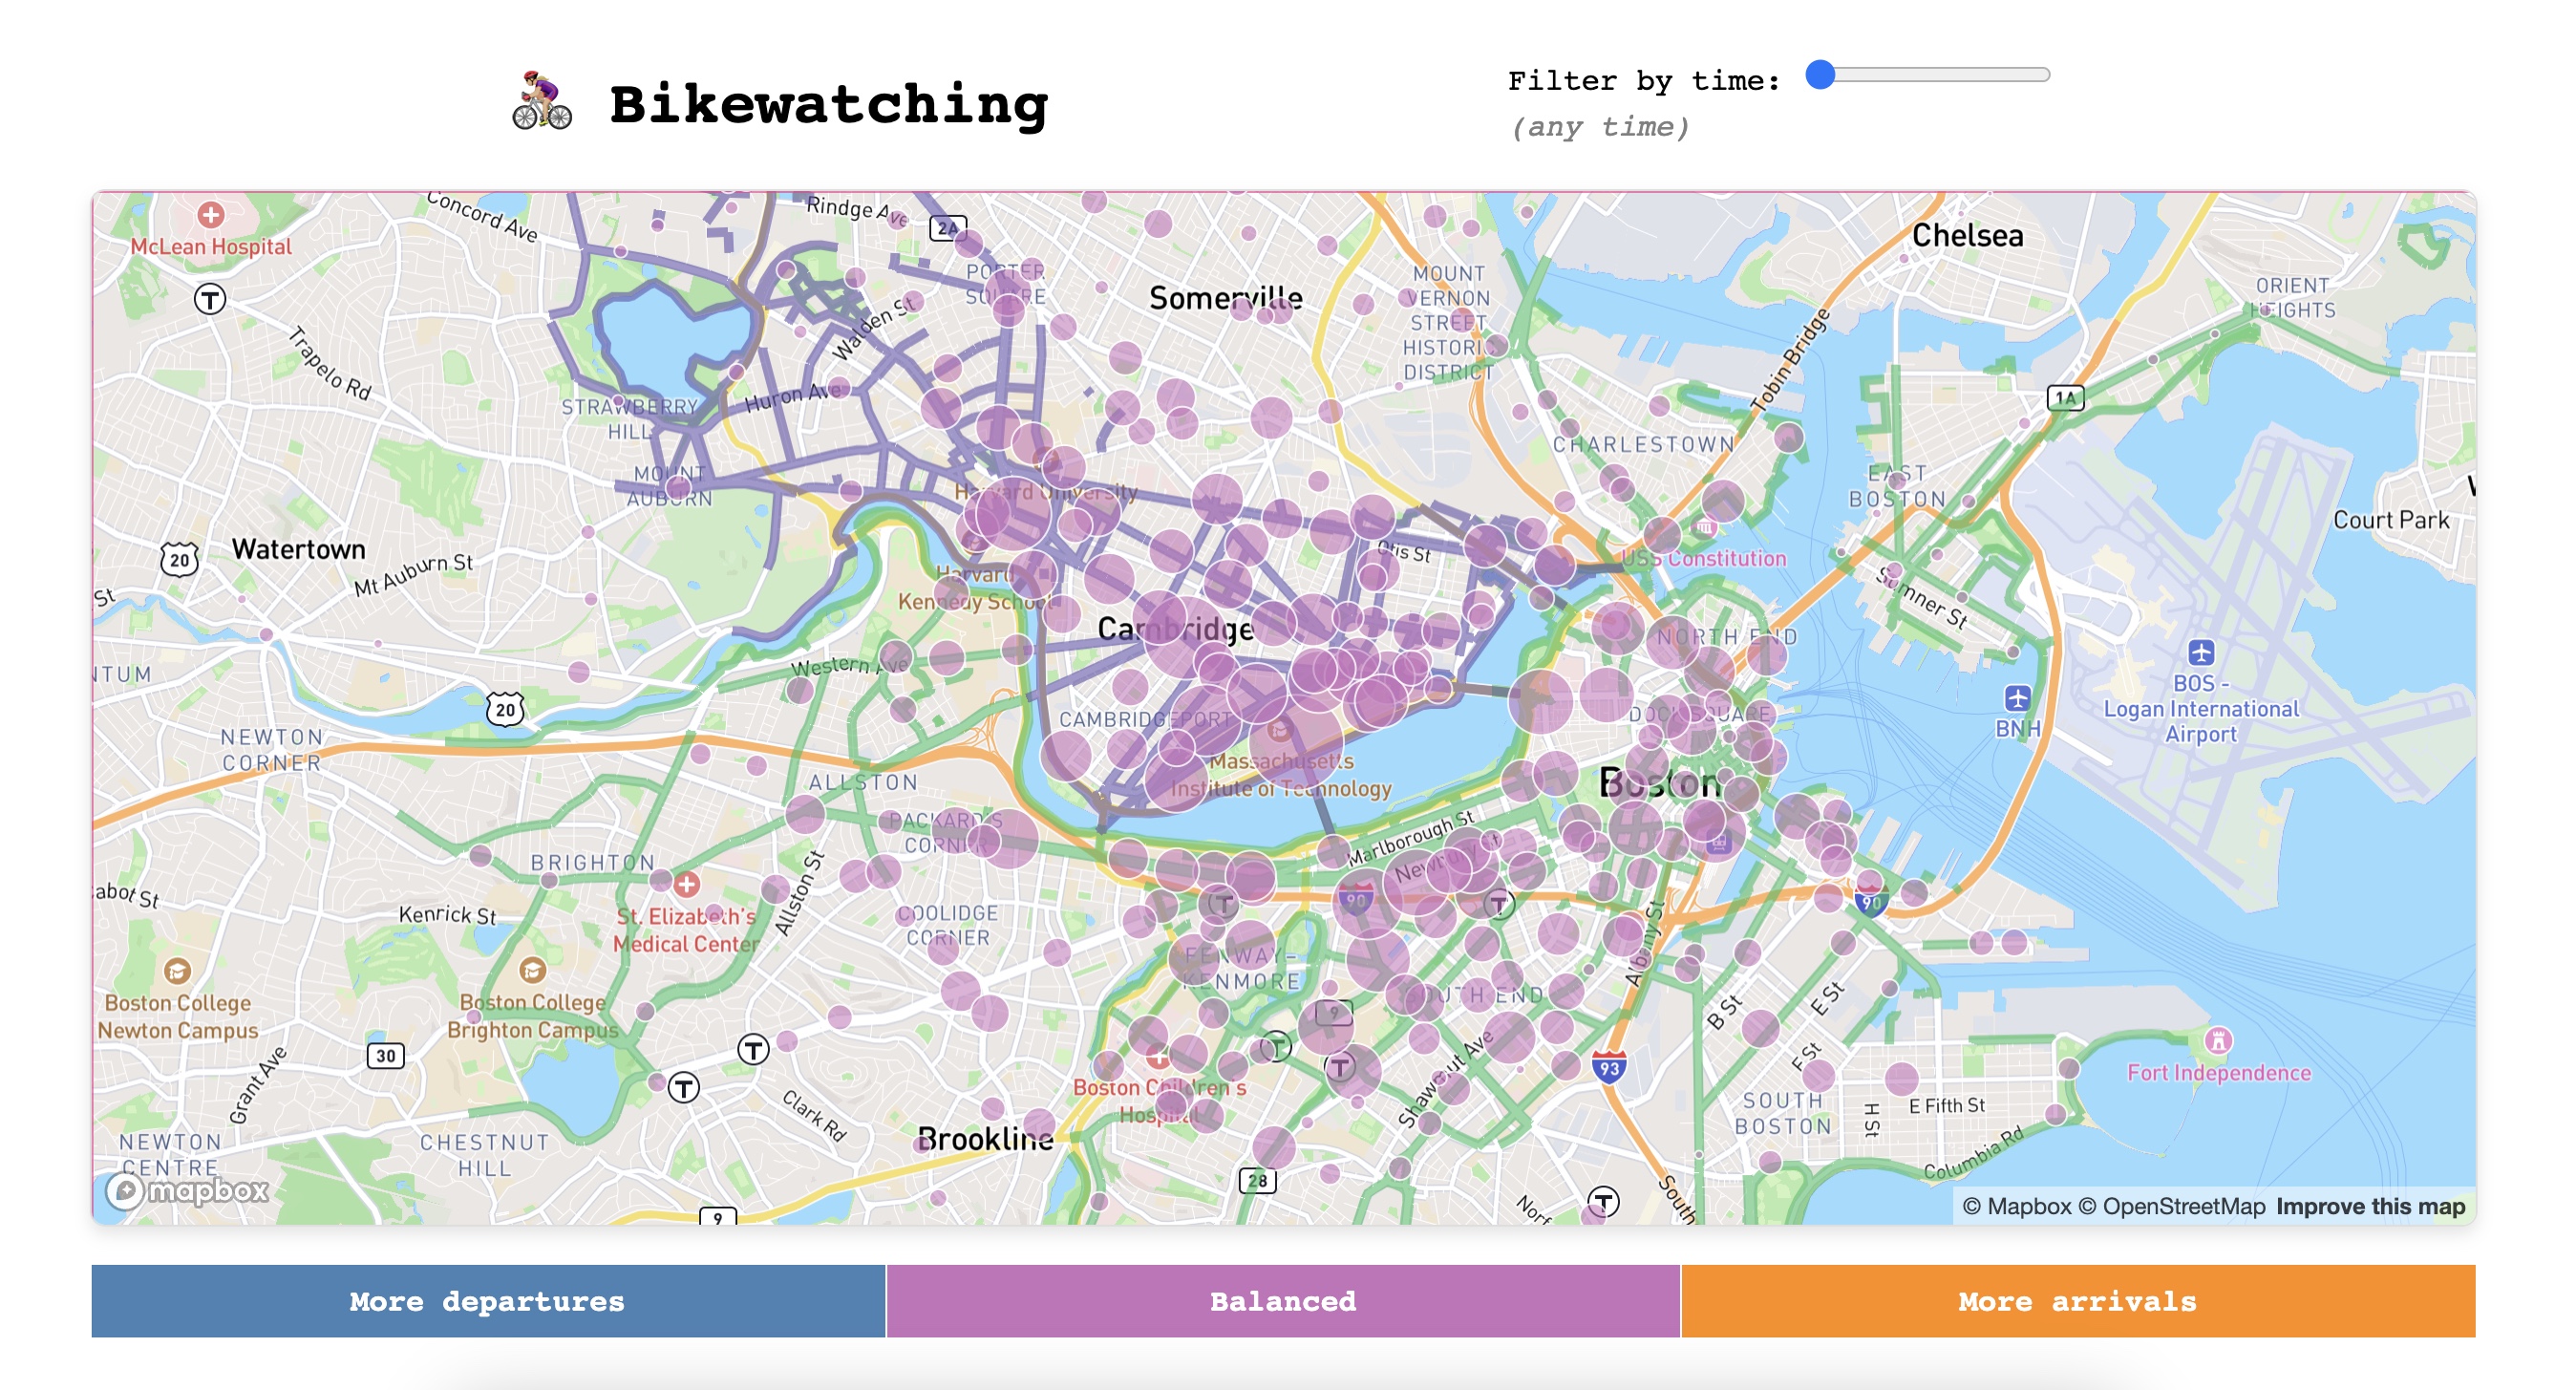 Bikewatching
Filter by time:
(any time)
Concord Ave
Rindge Ave
2A
McLean Hospital
T
Chelsea
PORTER
SQUARE
Somerville
MOUNT
VERNON
STREET
HISTORIC
DISTRICT
ORIENT
HEIGHTS
Trapelo Rd
Walden St
Tobin Bridge
Huron Ave
1A
STRAWBERRY
HILL
CHARLESTOWN
MOUNT
AUBURN
Harvard University
EAST
BOSTON
Court Park
20
Watertown
Mt Auburn St
St
Otis St
USS Constitution
Harvard
Kennedy School
Sumner St
Cambridge
NORTH END
Western Ave
NTUM
20
BOS -
Logan International
Airport
BNH
CAMBRIDGEPORT
DOCK SQUARE
NEWTON
CORNER
Massachusetts
Institute of Technology
ALLSTON
Boston
PACKARD'S
CORNER
Marlborough St
Newbury St
BRIGHTON
Allston St
abot St
Kenrick St
St. Elizabeth's
Medical Center
COOLIDGE
CORNER
T
90
T
90
Albany St
FENWAY-
KENMORE
SOUTH END
Boston College
Newton Campus
Boston College
Brighton Campus
9
B St
E St
F St
30
T
T
T
T
93
Grant Ave
Clark Rd
Boston Children's
Hospital
Shawmut Ave
Fort Independence
SOUTH
BOSTON
H St
E Fifth St
Columbia Rd
NEWTON
CENTRE
CHESTNUT
HILL
Brookline
28
9
Norf
T
South
mapbox
© Mapbox © OpenStreetMap Improve this map
More departures
Balanced
More arrivals